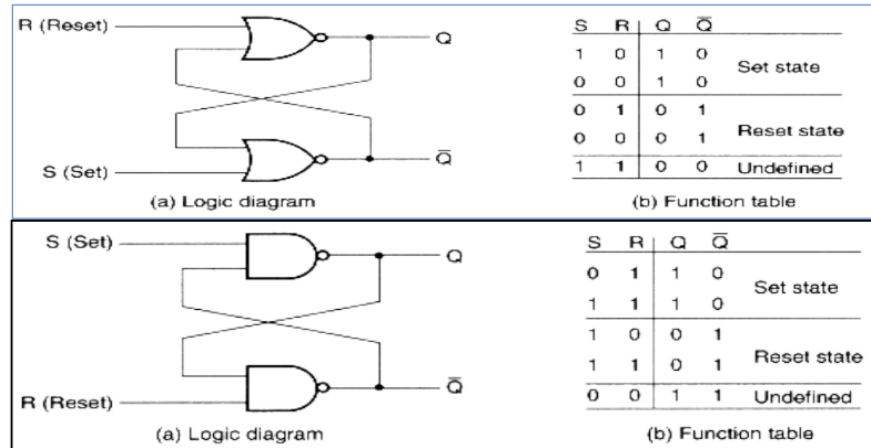 R (Reset)
Q
Q̅
S (Set)
(a) Logic diagram
S R Q Q̅
1 0 1 0
Set state
0 0 1 0
0 1 0 1
Reset state
0 0 0 1
1 1 0 0 Undefined
(b) Function table
S (Set)
Q
Q̅
R (Reset)
(a) Logic diagram
S R Q Q̅
0 1 1 0
Set state
1 1 1 0
1 0 0 1
Reset state
1 1 0 1
0 0 1 1 Undefined
(b) Function table